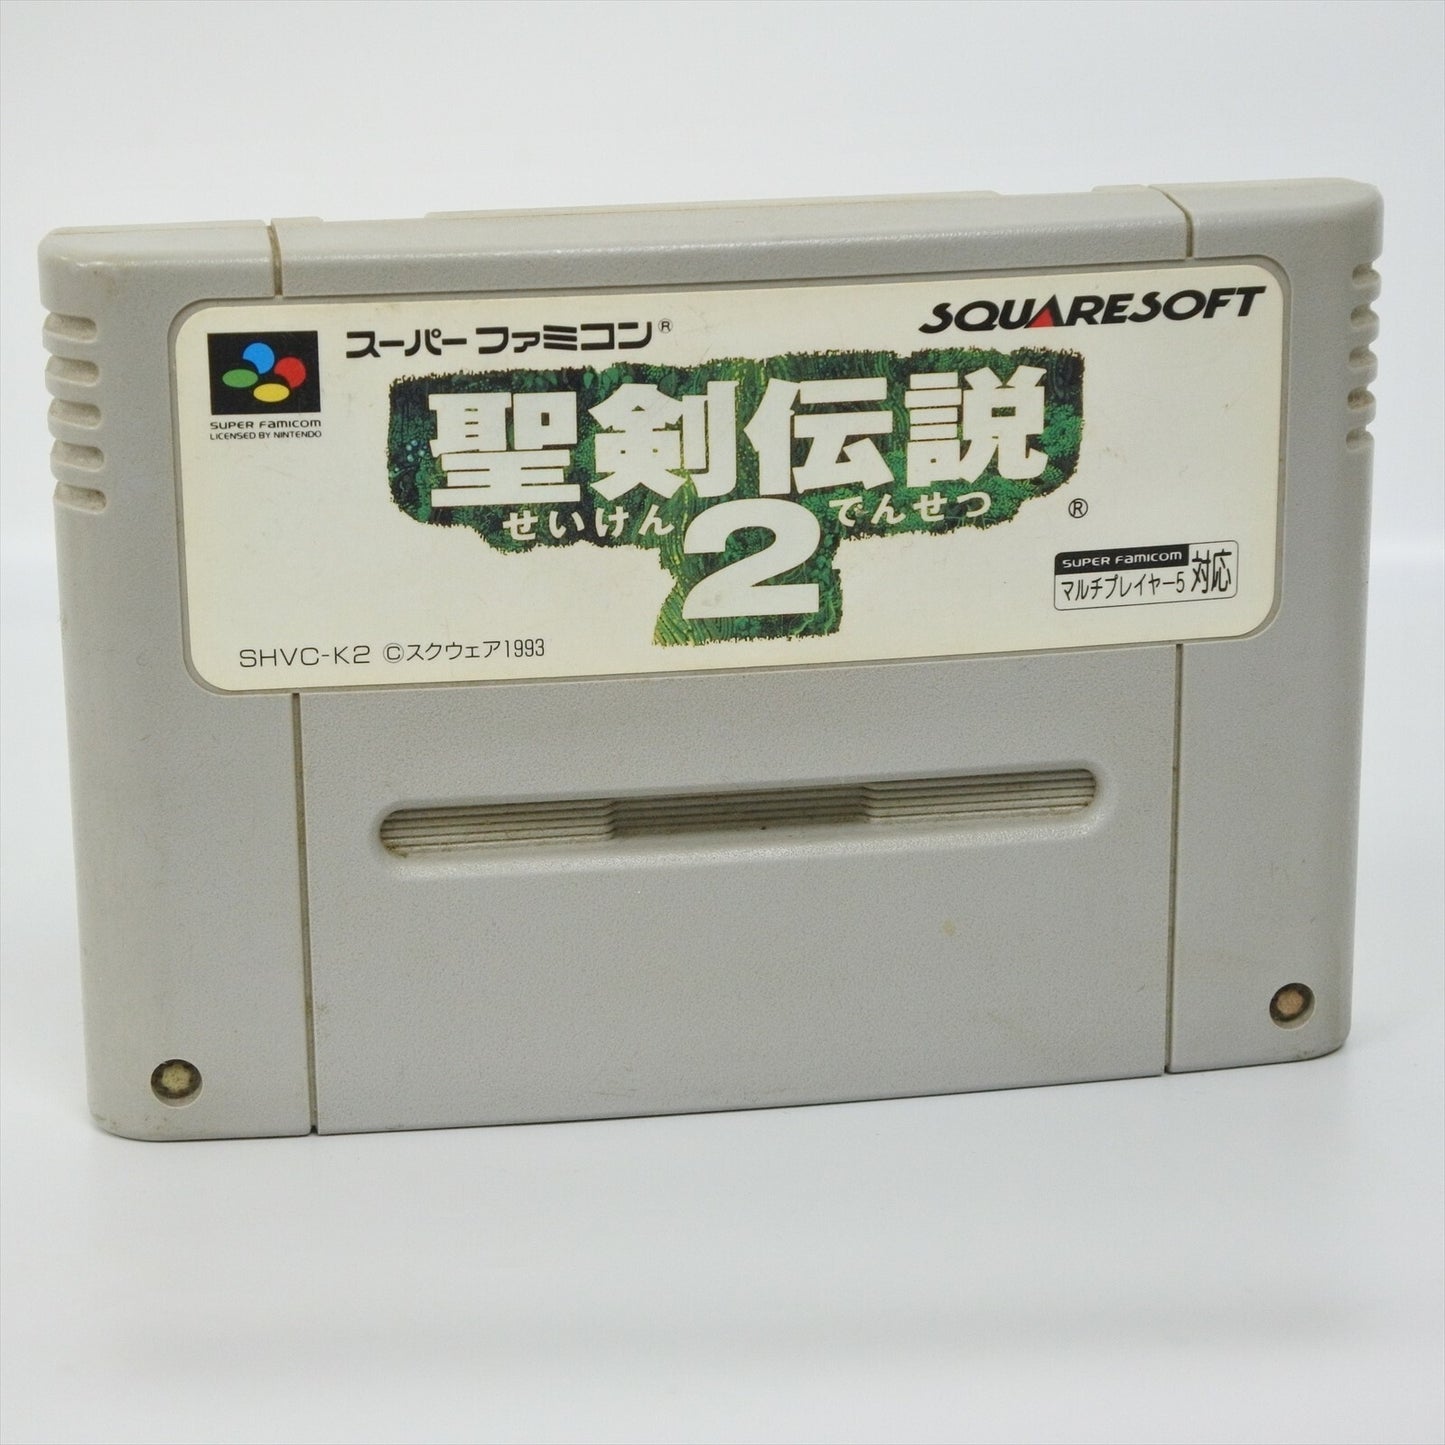 スーパーファミコン®
SQUARESOFT
SUPER FAMICOM
LICENSED BY NINTENDO
聖剣伝説
せいけん でんせつ
2
®
SUPER FAMICOM
マルチプレイヤー5 対応
SHVC-K2 ©スクウェア1993